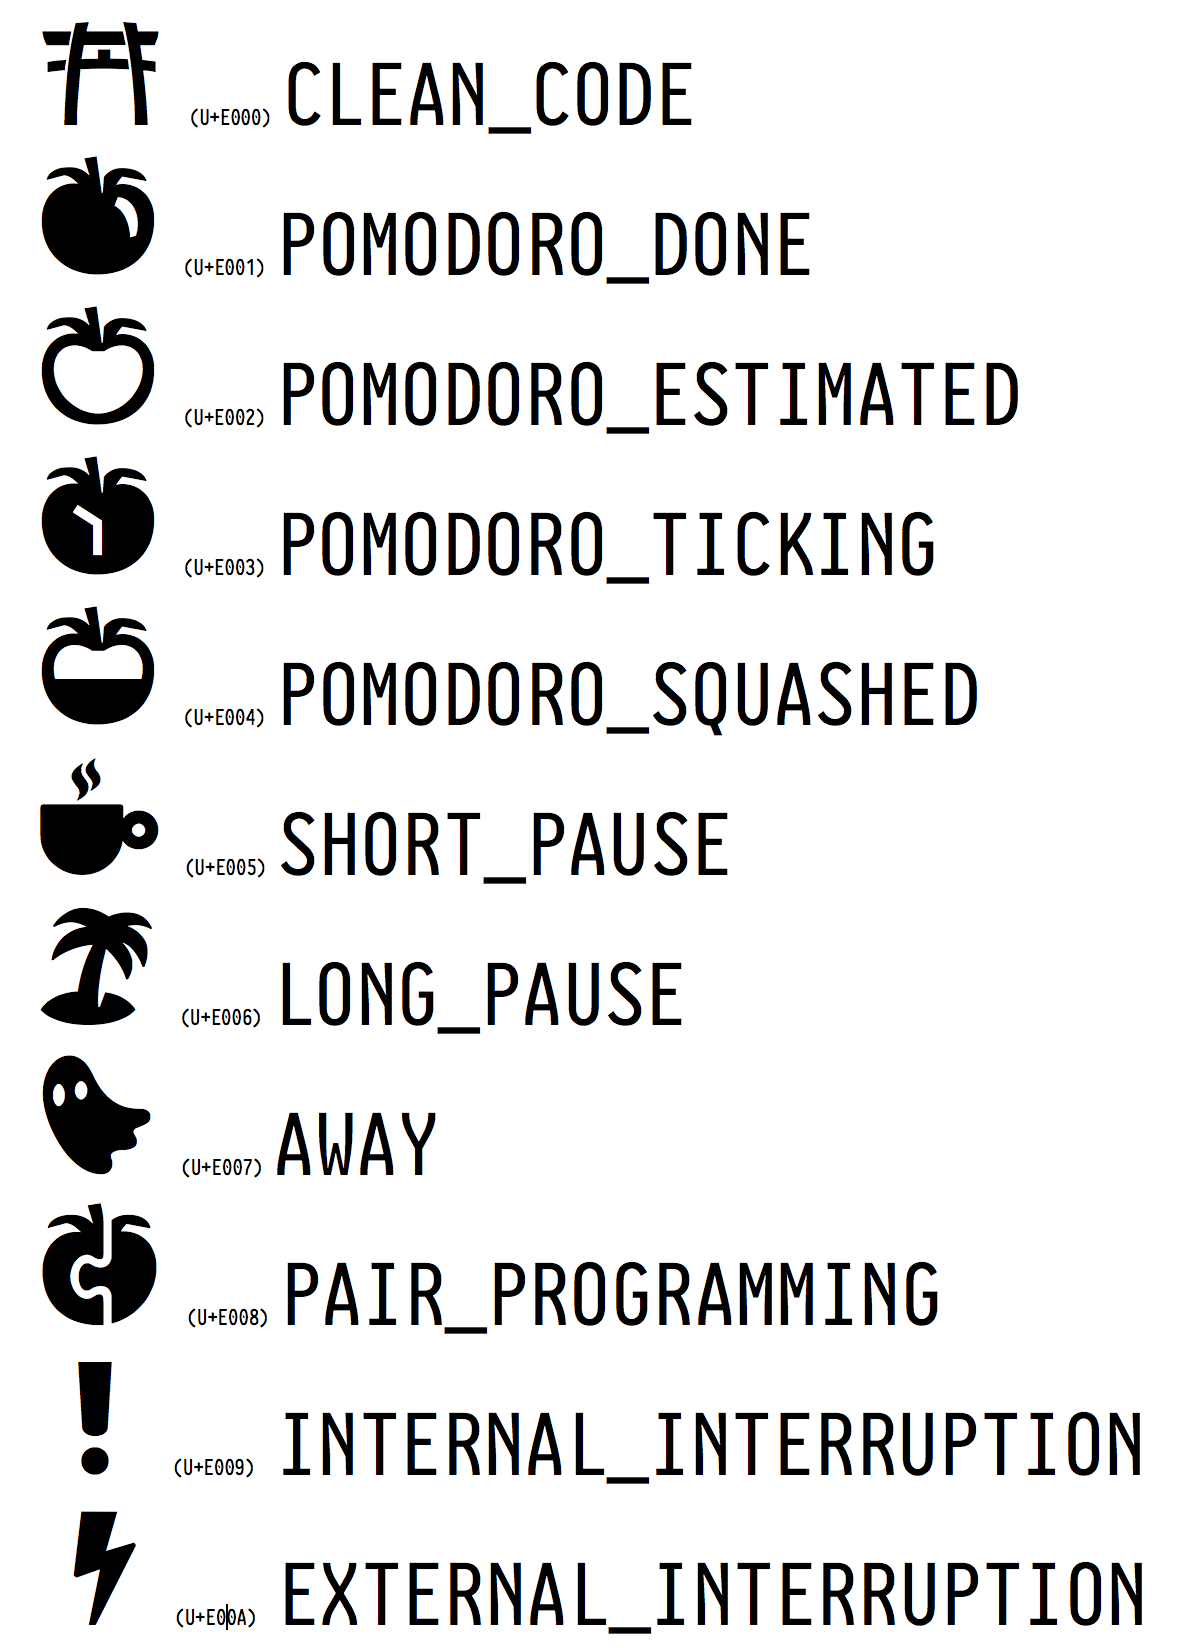 (U+E000) CLEAN_CODE
(U+E001) POMODORO_DONE
(U+E002) POMODORO_ESTIMATED
(U+E003) POMODORO_TICKING
(U+E004) POMODORO_SQUASHED
(U+E005) SHORT_PAUSE
(U+E006) LONG_PAUSE
(U+E007) AWAY
(U+E008) PAIR_PROGRAMMING
! (U+E009) INTERNAL_INTERRUPTION
(U+E00A) EXTERNAL_INTERRUPTION